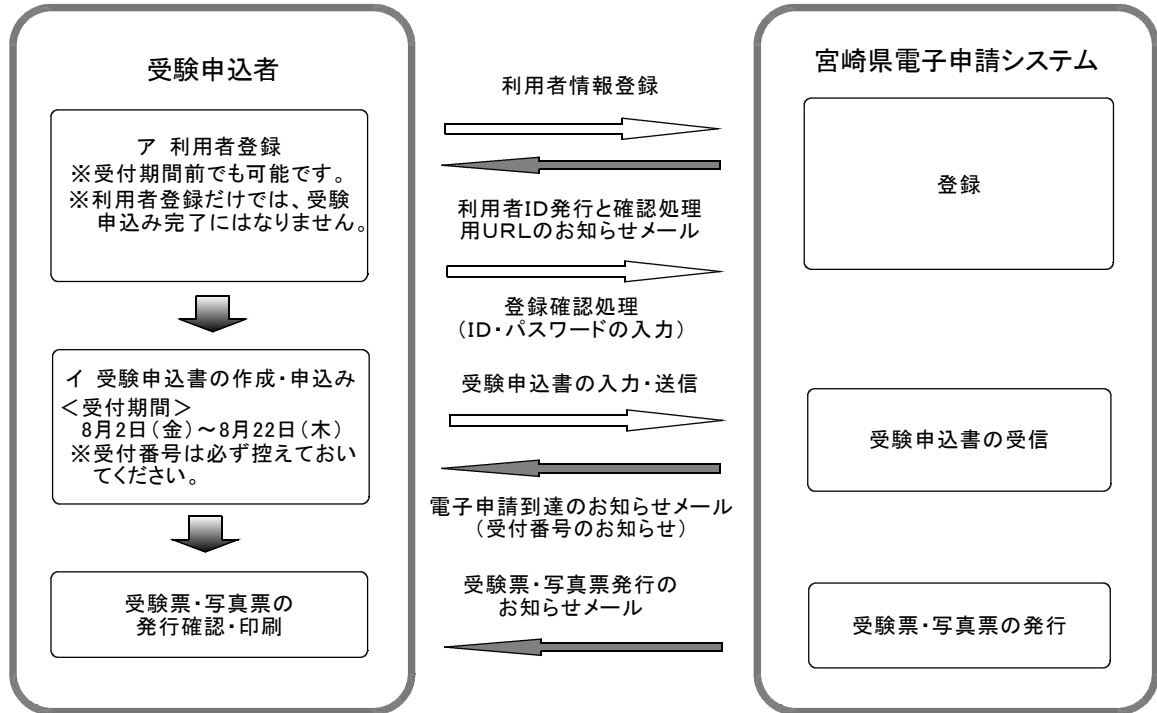 受験申込者
ア 利用者登録
※受付期間前でも可能です。
※利用者登録だけでは、受験
申込み完了にはなりません。
イ 受験申込書の作成・申込み
＜受付期間＞
8月2日（金）～8月22日（木）
※受付番号は必ず控えておい
てください。
受験票・写真票の
発行確認・印刷
利用者情報登録
利用者ID発行と確認処理
用ＵＲＬのお知らせメール
登録確認処理
（ID・パスワードの入力）
受験申込書の入力・送信
電子申請到達のお知らせメール
（受付番号のお知らせ）
受験票・写真票発行の
お知らせメール
宮崎県電子申請システム
登録
受験申込書の受信
受験票・写真票の発行